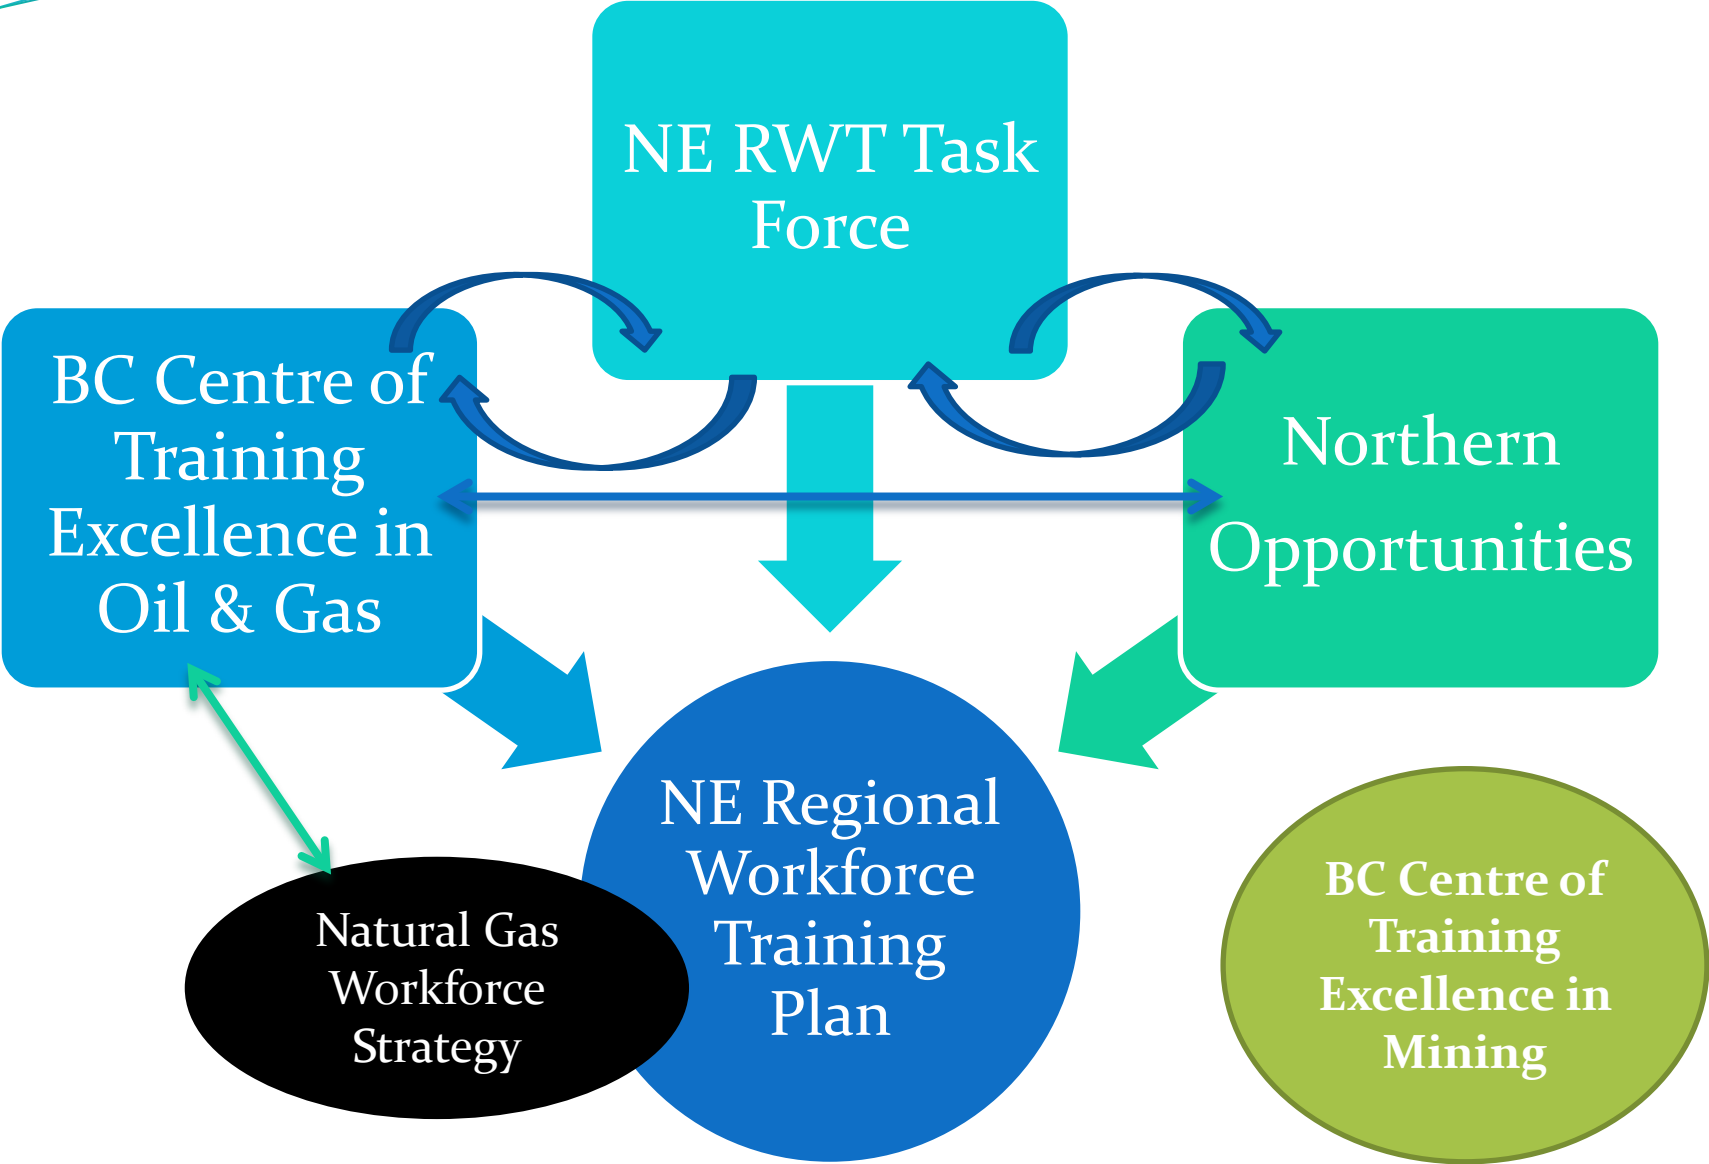 NE RWT Task
Force
BC Centre of
Training
Excellence in
Oil & Gas
Northern
Opportunities
NE Regional
Workforce
Training
Plan
Natural Gas
Workforce
Strategy
BC Centre of
Training
Excellence in
Mining